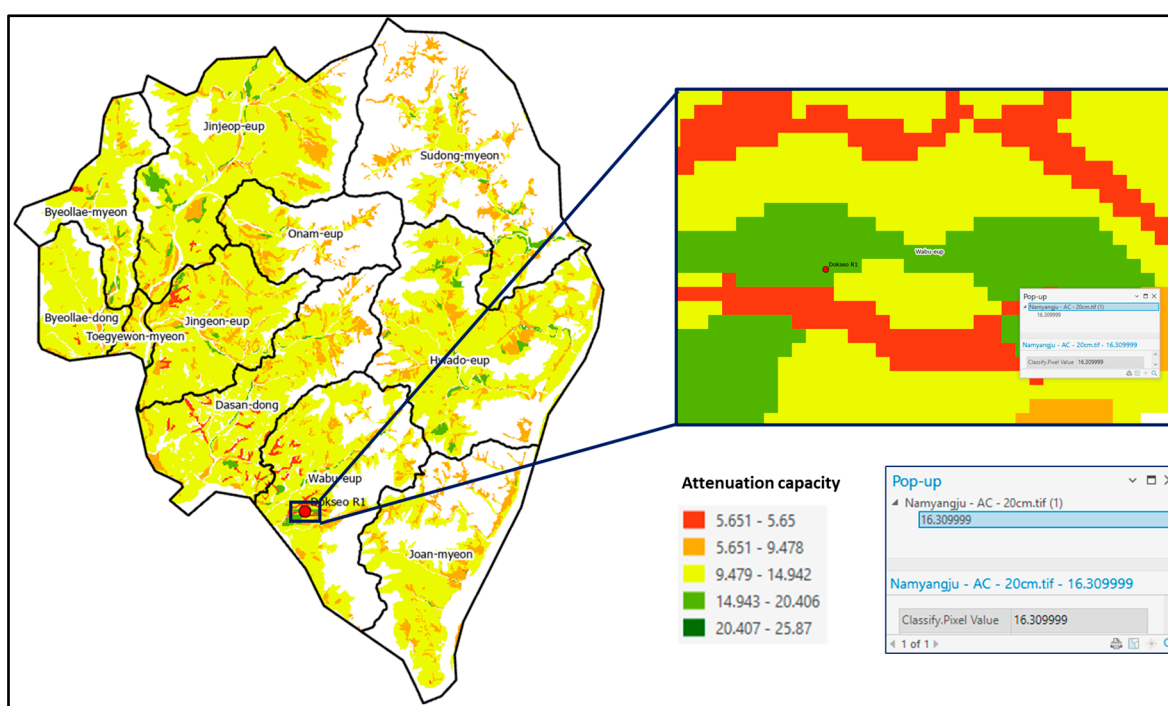 Jinjeop-eup
Sudong-myeon
Byeollae-myeon
Onam-eup
Byeollae-dong
Toegyewon-myeon
Jingeon-eup
Hwado-eup
Dasan-dong
Wabu-eup
Dokseo R1
Joan-myeon
Wabu-eup
Dokseo R1
Pop-up
Namyangju - AC - 20cm.tif (1)
16.309999
Namyangju - AC - 20cm.tif - 16.309999
Classify.Pixel Value 16.309999
Attenuation capacity
5.651 - 5.65
5.651 - 9.478
9.479 - 14.942
14.943 - 20.406
20.407 - 25.87
Pop-up
Namyangju - AC - 20cm.tif (1)
16.309999
Namyangju - AC - 20cm.tif - 16.309999
Classify.Pixel Value 16.309999
1 of 1